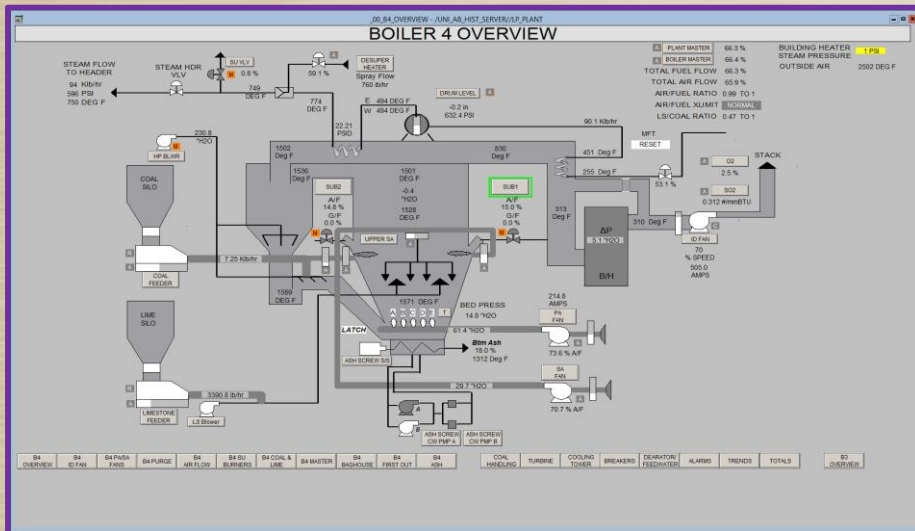 _00_B4_OVERVIEW - /UNI_AB_HIST_SERVER//LP_PLANT
BOILER 4 OVERVIEW
STEAM FLOW
TO HEADER
94 Klb/hr
596 PSI
750 DEG F
STEAM HDR
VLV
SU VLV
M
0.8 %
749
DEG F
A
59.1 %
DESUPER
HEATER
Spray Flow
760 lb/hr
774
DEG F
22.21
PSID
E 494 DEG F
W 494 DEG F
DRUM LEVEL
A
-0.2 in
632.4 PSI
A
PLANT MASTER
66.3 %
A
BOILER MASTER
66.4 %
TOTAL FUEL FLOW 66.3 %
TOTAL AIR FLOW 65.9 %
AIR/FUEL RATIO 0.99 TO 1
AIR/FUEL XLIMIT NORMAL
LS/COAL RATIO 0.47 TO 1
BUILDING HEATER
STEAM PRESSURE
1 PSI
OUTSIDE AIR
2502 DEG F
230.8
"H2O
M
HP BLWR
1502
Deg F
1536
DEG F
1501
DEG F
-0.4
"H2O
1528
DEG F
830
DEG F
90.1 Klb/hr
451 Deg F
255 Deg F
MFT
RESET
A
53.1 %
STACK
A
O2
2.5 %
A
SO2
0.312 #/mmBTU
SUB2
A/F
14.6 %
G/F
0.0 %
M
SUB1
A/F
15.0 %
G/F
0.0 %
M
UPPER SA
313
DEG F
310 DEG F
ΔP
5.1 "H2O
B/H
C
ID FAN
70
% SPEED
505.0
AMPS
COAL
SILO
7.25 Klb/hr
COAL
FEEDER
1569
DEG F
1571 DEG F
A B C D E
BED PRESS
14.8 "H2O
61.4 "H2O
LATCH
Btm Ash
18.0 %
1312 Deg F
ASH SCREW S/S
214.8
AMPS
PA
FAN
A
73.6 % A/F
SA
FAN
A
70.7 % A/F
29.7 "H2O
LIME
SILO
3390.6 lb/hr
LIMESTONE
FEEDER
LS Blower
A
B
ASH SCREW
CW PMP A
ASH SCREW
CW PMP B
B4
OVERVIEW
B4
ID FAN
B4 PA/SA
FANS
B4 PURGE
B4
AIR FLOW
B4 SU
BURNERS
B4 COAL &
LIME
B4 MASTER
B4
BAGHOUSE
B4
FIRST OUT
B4
ASH
COAL
HANDLING
TURBINE
COOLING
TOWER
BREAKERS
DEARATOR/
FEEDWATER
ALARMS
TRENDS
TOTALS
B3
OVERVIEW